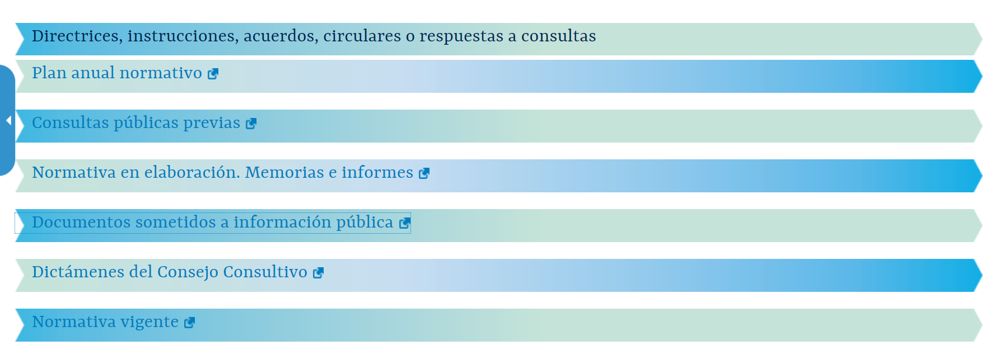 Directrices, instrucciones, acuerdos, circulares o respuestas a consultas
Plan anual normativo
Consultas públicas previas
Normativa en elaboración. Memorias e informes
Documentos sometidos a información pública
Dictámenes del Consejo Consultivo
Normativa vigente